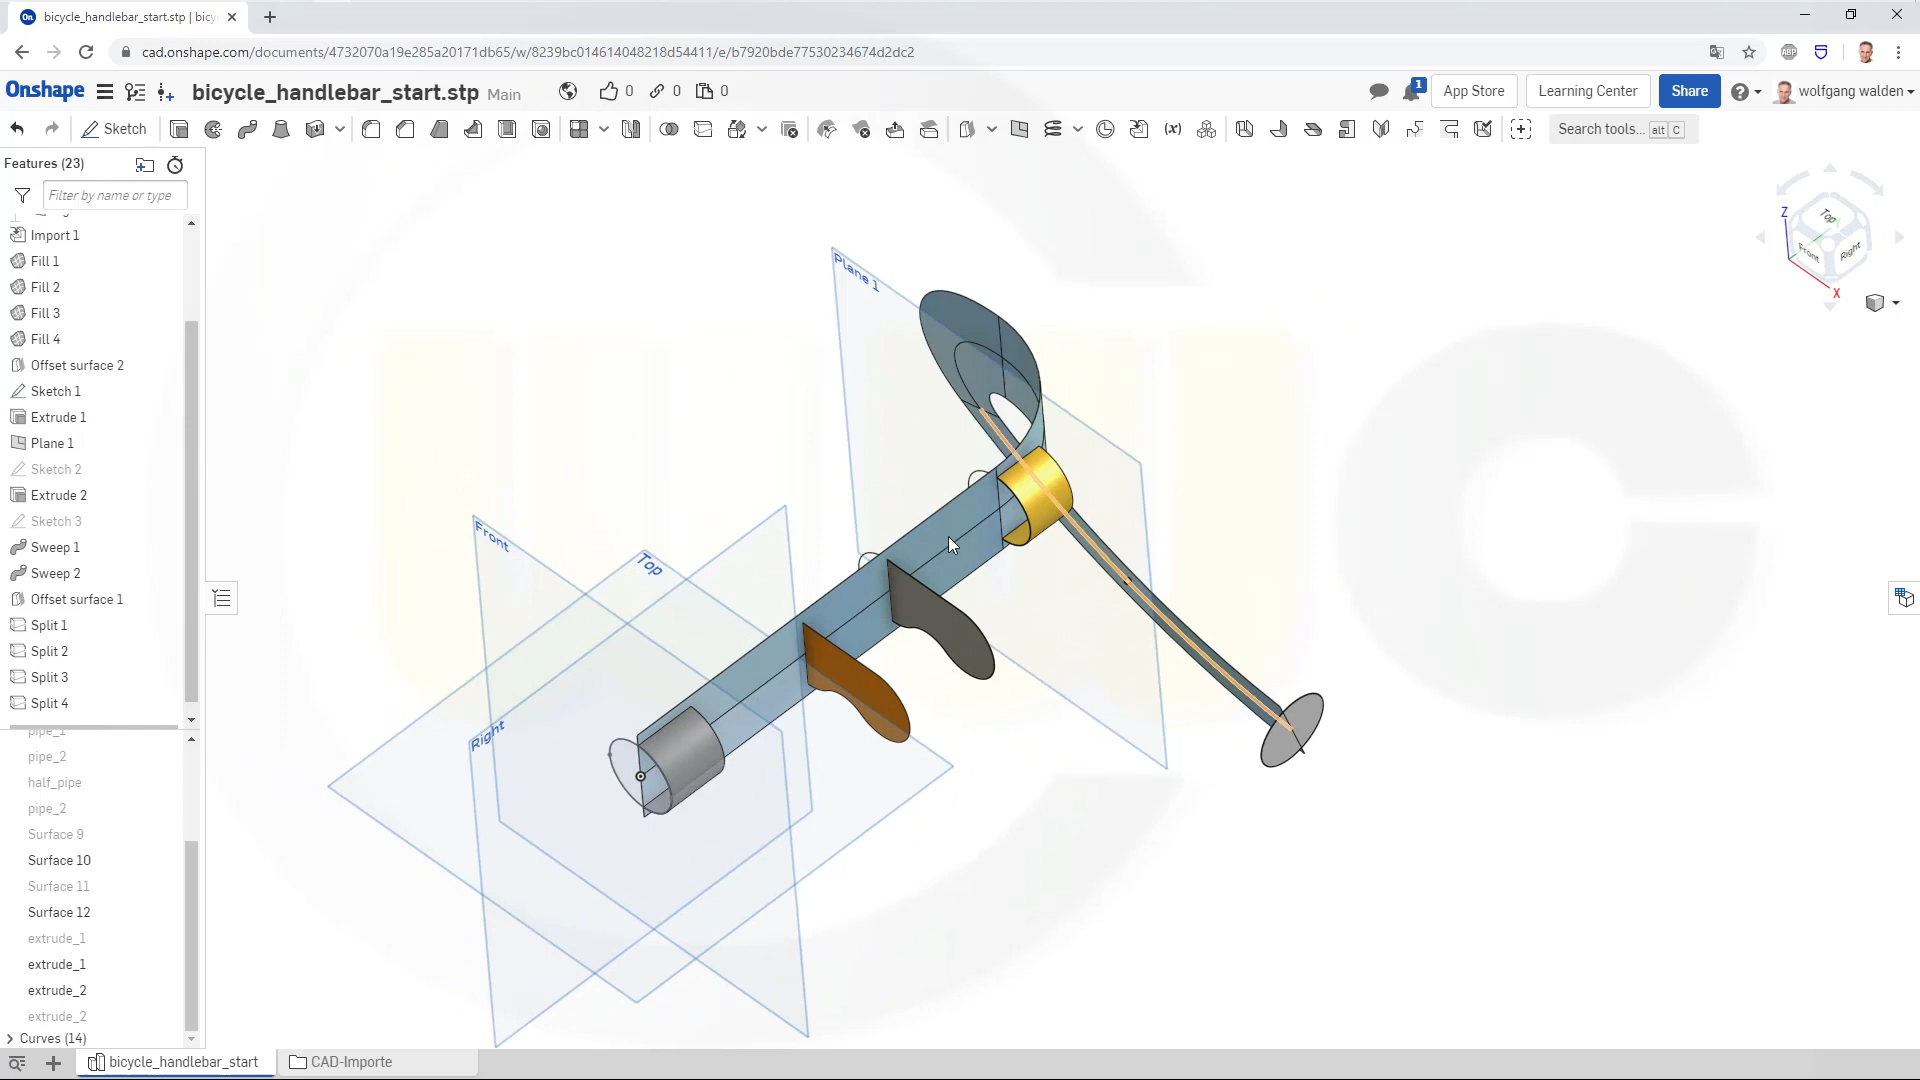 bicycle_handlebar_start.stp | bicy
cad.onshape.com/documents/4732070a19e285a20171db65/w/8239bc014614048218d54411/e/b7920bde77530234674d2dc2
Onshape
bicycle_handlebar_start.stp Main
0 0 0
1
App Store
Learning Center
Share
wolfgang walden
Sketch
(x)
Search tools... alt C
Features (23)
Filter by name or type
Import 1
Fill 1
Fill 2
Fill 3
Fill 4
Offset surface 2
Sketch 1
Extrude 1
Plane 1
Sketch 2
Extrude 2
Sketch 3
Sweep 1
Sweep 2
Offset surface 1
Split 1
Split 2
Split 3
Split 4
pipe_1
pipe_2
half_pipe
pipe_2
Surface 9
Surface 10
Surface 11
Surface 12
extrude_1
extrude_1
extrude_2
extrude_2
Curves (14)
Plane 1
Front
Top
Right
Z
Top
Front
Right
X
bicycle_handlebar_start
CAD-Importe